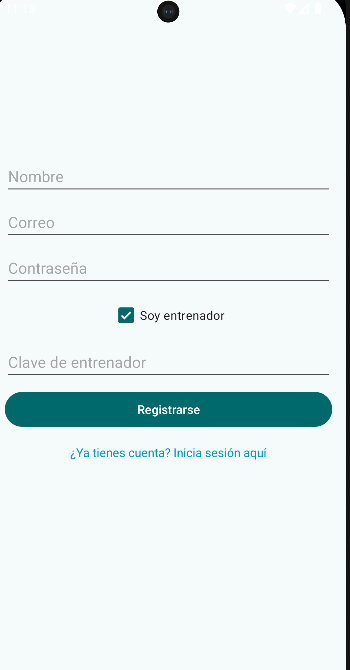 Nombre
Correo
Contraseña
Soy entrenador
Clave de entrenador
Registrarse
¿Ya tienes cuenta? Inicia sesión aquí